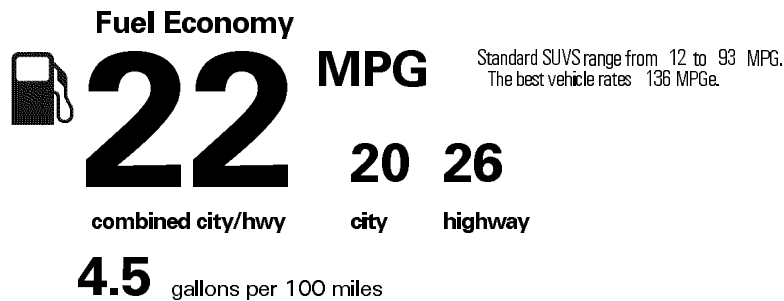 Fuel Economy
22 MPG
Standard SUVS range from 12 to 93 MPG.
The best vehicle rates 136 MPGe.
20 26
combined city/hwy city highway
4.5 gallons per 100 miles